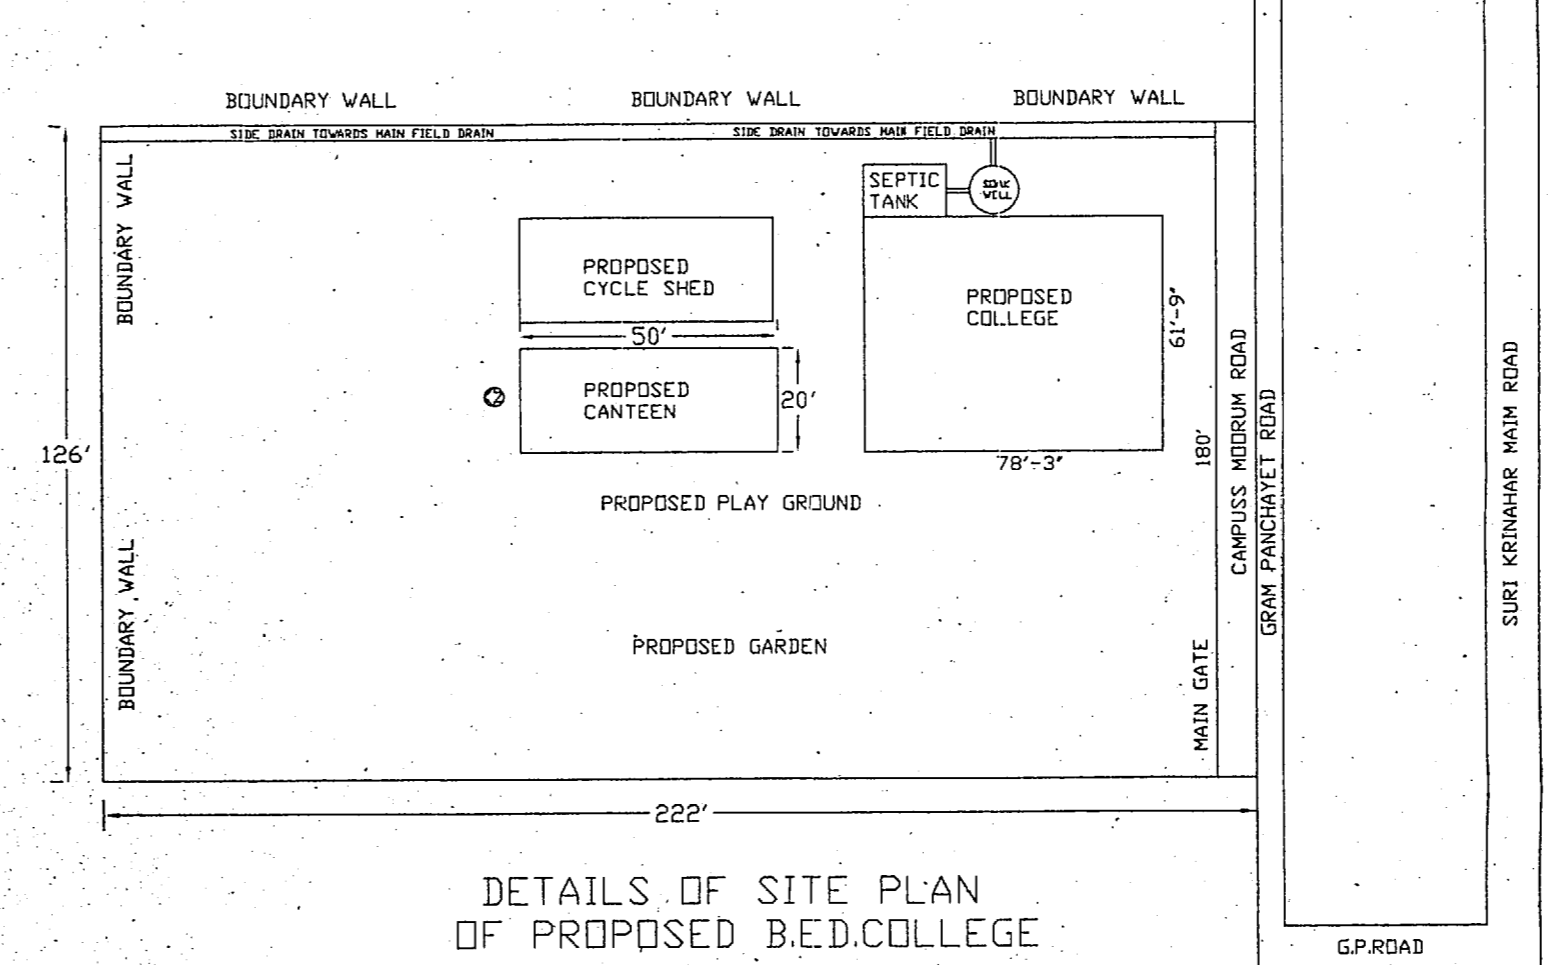 BOUNDARY WALL BOUNDARY WALL BOUNDARY WALL
SIDE DRAIN TOWARDS MAIN FIELD DRAIN SIDE DRAIN TOWARDS MAIN FIELD DRAIN
BOUNDARY WALL
SEPTIC
TANK
SOAK
WELL
PROPOSED
CYCLE SHED
PROPOSED
COLLEGE
61'-9"
50'
PROPOSED
CANTEEN
20'
78'-3"
126'
180'
CAMPUSS MOORUM ROAD
GRAM PANCHAYET ROAD
SURI KRINAHAR MAIM ROAD
PROPOSED PLAY GROUND
BOUNDARY WALL
PROPOSED GARDEN
MAIN GATE
222'
DETAILS OF SITE PLAN
OF PROPOSED B.ED.COLLEGE
G.P.ROAD